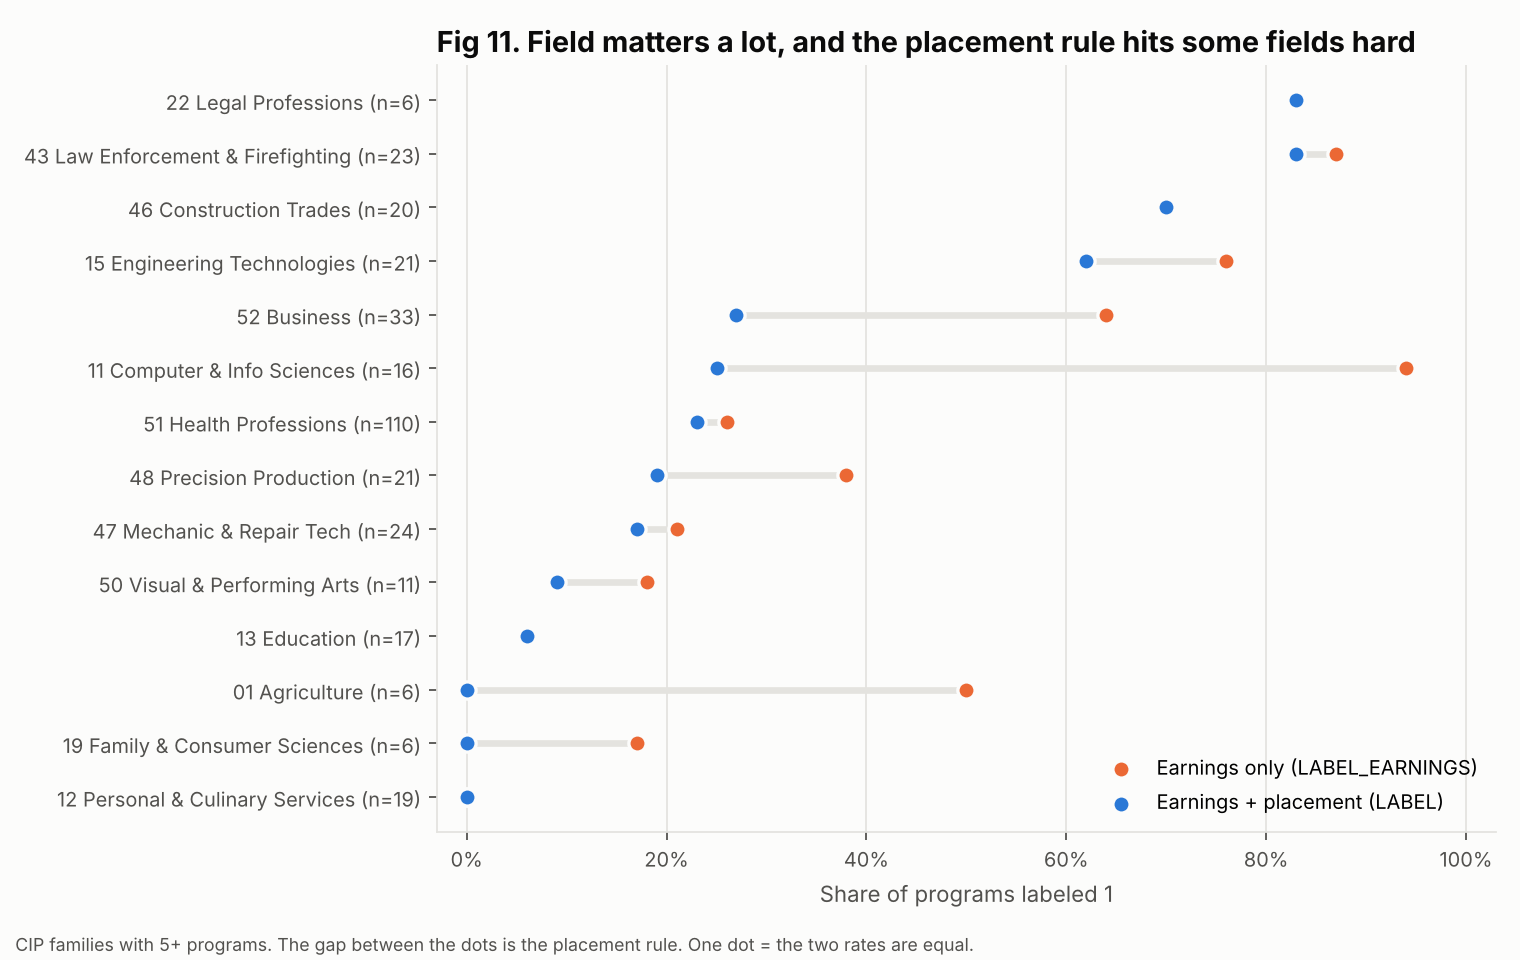 Fig 11. Field matters a lot, and the placement rule hits some fields hard
22 Legal Professions (n=6)
43 Law Enforcement & Firefighting (n=23)
46 Construction Trades (n=20)
15 Engineering Technologies (n=21)
52 Business (n=33)
11 Computer & Info Sciences (n=16)
51 Health Professions (n=110)
48 Precision Production (n=21)
47 Mechanic & Repair Tech (n=24)
50 Visual & Performing Arts (n=11)
13 Education (n=17)
01 Agriculture (n=6)
19 Family & Consumer Sciences (n=6)
12 Personal & Culinary Services (n=19)
Earnings only (LABEL_EARNINGS)
Earnings + placement (LABEL)
0% 20% 40% 60% 80% 100%
Share of programs labeled 1
CIP families with 5+ programs. The gap between the dots is the placement rule. One dot = the two rates are equal.